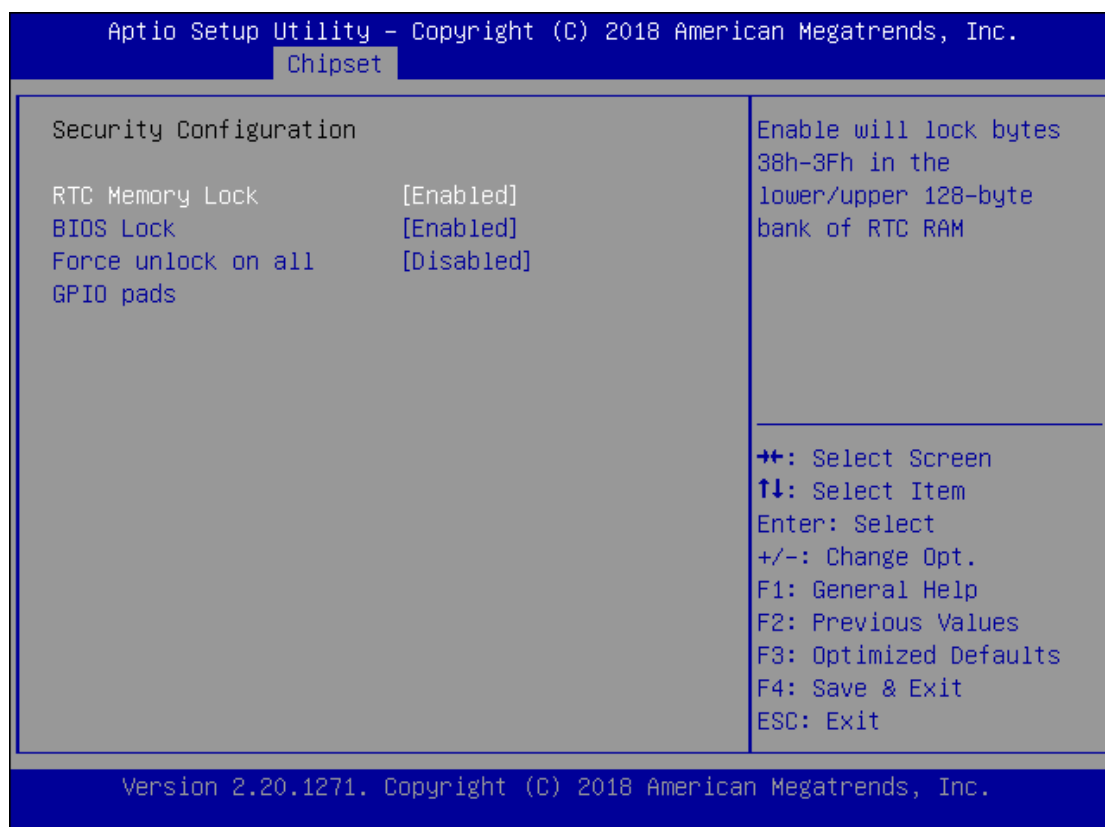 Aptio Setup Utility – Copyright (C) 2018 American Megatrends, Inc.
Chipset
Security Configuration
RTC Memory Lock [Enabled]
BIOS Lock [Enabled]
Force unlock on all [Disabled]
GPIO pads
Enable will lock bytes
38h–3Fh in the
lower/upper 128–byte
bank of RTC RAM
→←: Select Screen
↑↓: Select Item
Enter: Select
+/–: Change Opt.
F1: General Help
F2: Previous Values
F3: Optimized Defaults
F4: Save & Exit
ESC: Exit
Version 2.20.1271. Copyright (C) 2018 American Megatrends, Inc.